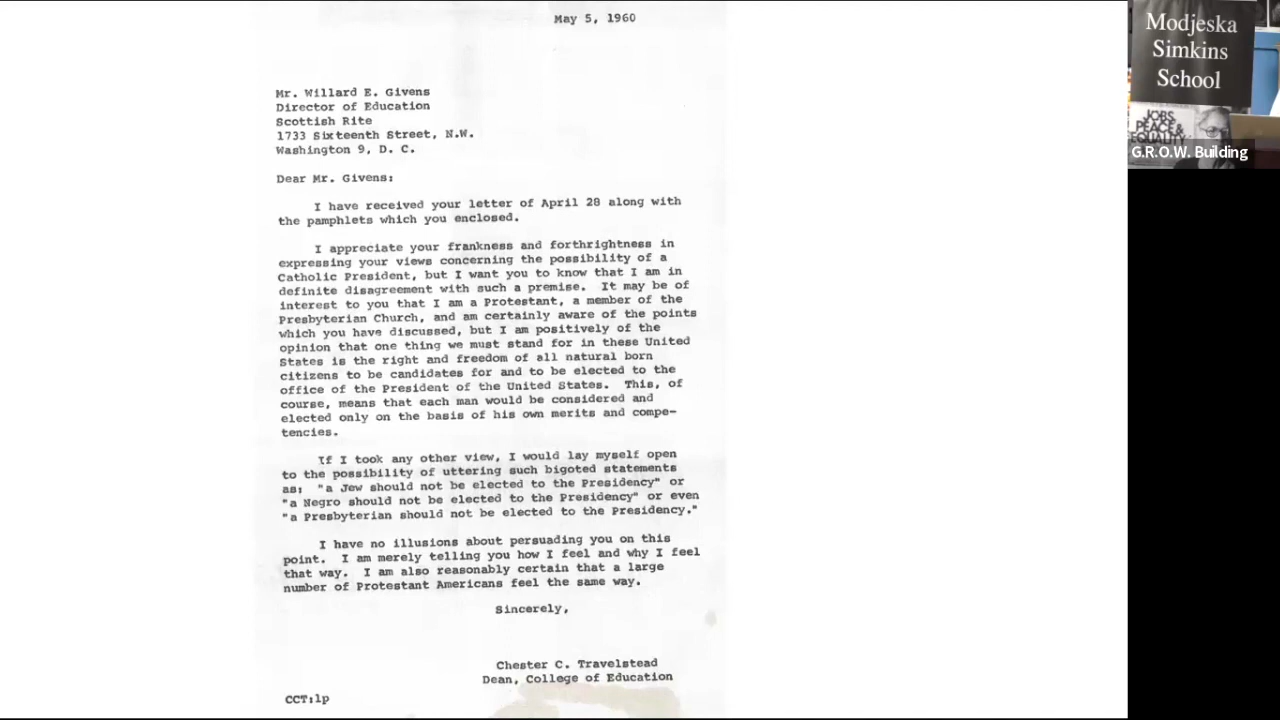 May 5, 1960
Mr. Willard E. Givens
Director of Education
Scottish Rite
1733 Sixteenth Street, N.W.
Washington 9, D. C.
Dear Mr. Givens:
I have received your letter of April 28 along with
the pamphlets which you enclosed.
I appreciate your frankness and forthrightness in
expressing your views concerning the possibility of a
Catholic President, but I want you to know that I am in
definite disagreement with such a premise. It may be of
interest to you that I am a Protestant, a member of the
Presbyterian Church, and am certainly aware of the points
which you have discussed, but I am positively of the
opinion that one thing we must stand for in these United
States is the right and freedom of all natural born
citizens to be candidates for and to be elected to the
office of the President of the United States. This, of
course, means that each man would be considered and
elected only on the basis of his own merits and compe-
tencies.
If I took any other view, I would lay myself open
to the possibility of uttering such bigoted statements
as: "a Jew should not be elected to the Presidency" or
"a Negro should not be elected to the Presidency" or even
"a Presbyterian should not be elected to the Presidency."
I have no illusions about persuading you on this
point. I am merely telling you how I feel and why I feel
that way. I am also reasonably certain that a large
number of Protestant Americans feel the same way.
Sincerely,
Chester C. Travelstead
Dean, College of Education
CCT:lp
Modjeska
Simkins
School
JOBS,
PEACE &
EQUALITY
G.R.O.W. Building